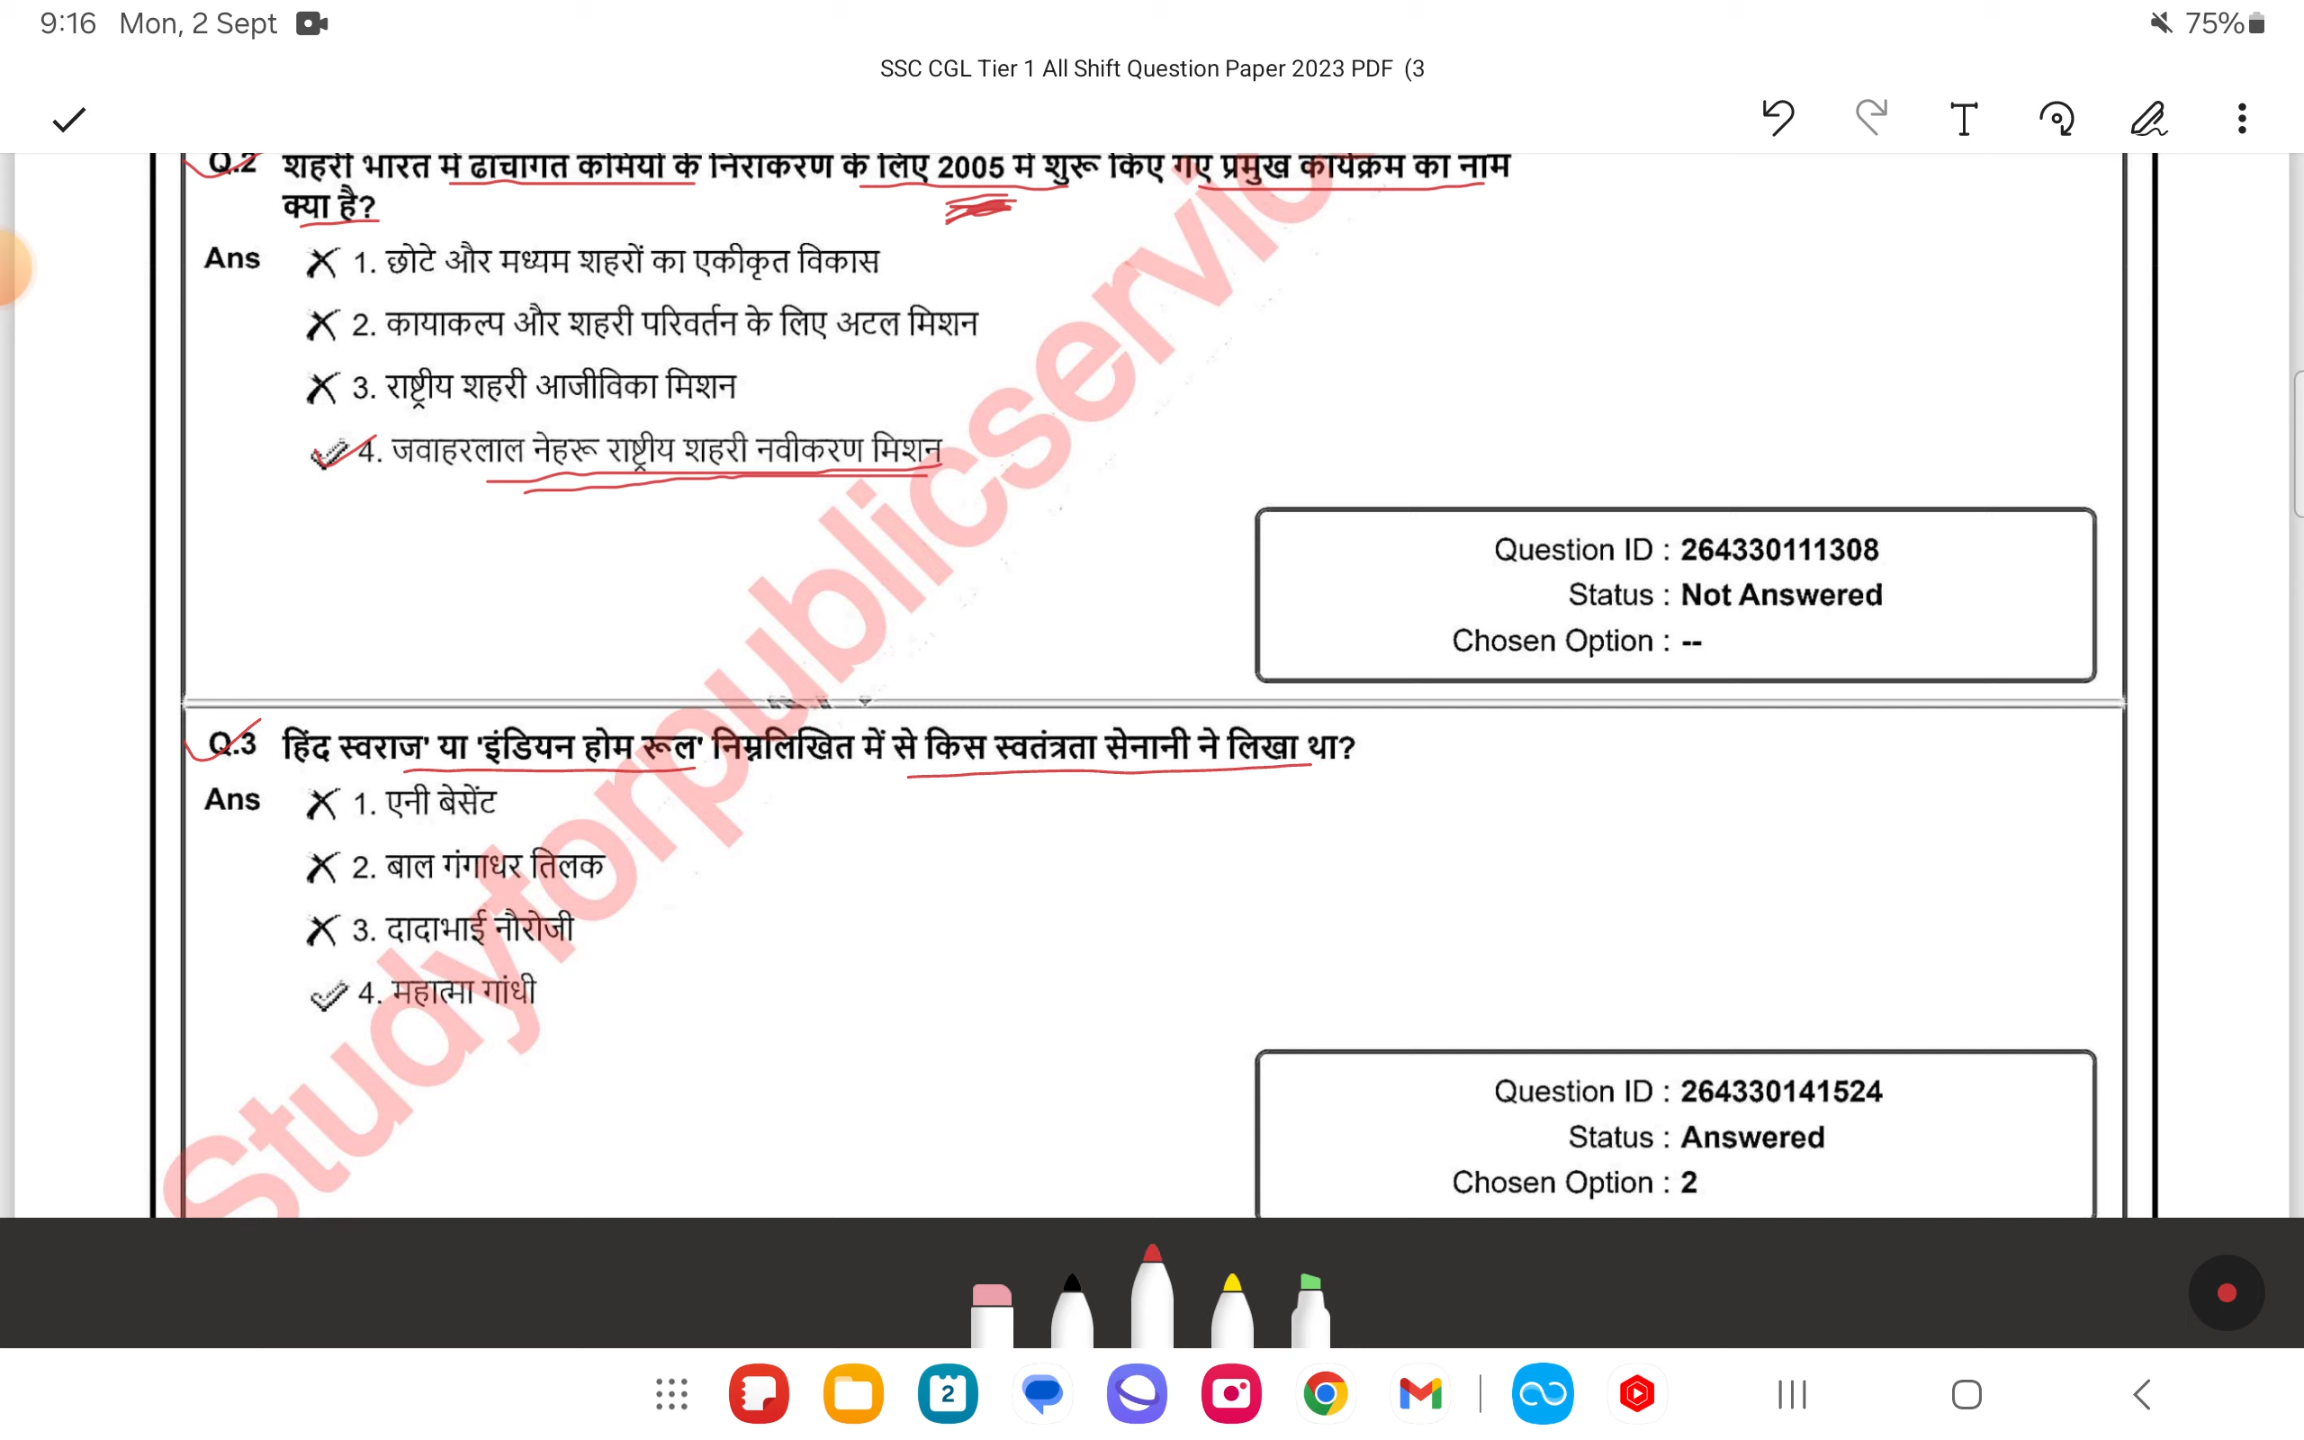 9:16 Mon, 2 Sept
75%
SSC CGL Tier 1 All Shift Question Paper 2023 PDF (3
Q.2 शहरी भारत में ढांचागत कमियों के निराकरण के लिए 2005 में शुरू किए गए प्रमुख कार्यक्रम का नाम
क्या है?
Ans 1. छोटे और मध्यम शहरों का एकीकृत विकास
2. कायाकल्प और शहरी परिवर्तन के लिए अटल मिशन
3. राष्ट्रीय शहरी आजीविका मिशन
4. जवाहरलाल नेहरू राष्ट्रीय शहरी नवीकरण मिशन
Question ID : 264330111308
Status : Not Answered
Chosen Option : --
Q.3 हिंद स्वराज' या 'इंडियन होम रूल' निम्नलिखित में से किस स्वतंत्रता सेनानी ने लिखा था?
Ans 1. एनी बेसेंट
2. बाल गंगाधर तिलक
3. दादाभाई नौरोजी
4. महात्मा गांधी
Question ID : 264330141524
Status : Answered
Chosen Option : 2
Studyforpublicservic
2